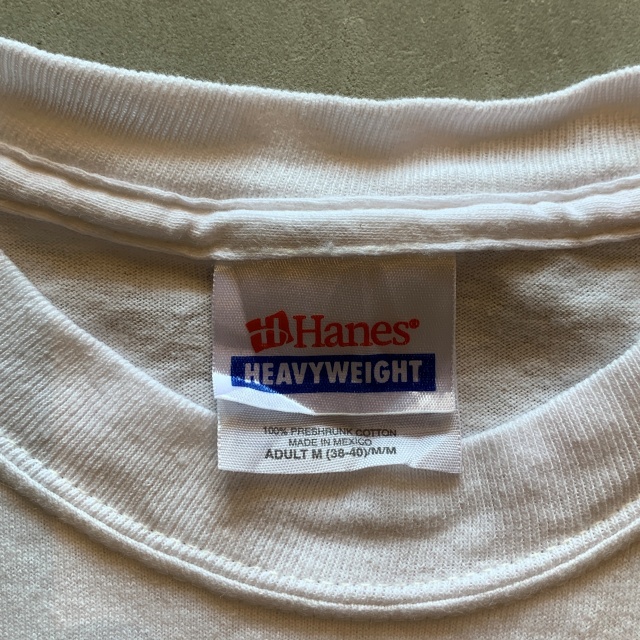 Hanes®
HEAVYWEIGHT
100% PRESHRUNK COTTON
MADE IN MEXICO
ADULT M (38-40)/M/M